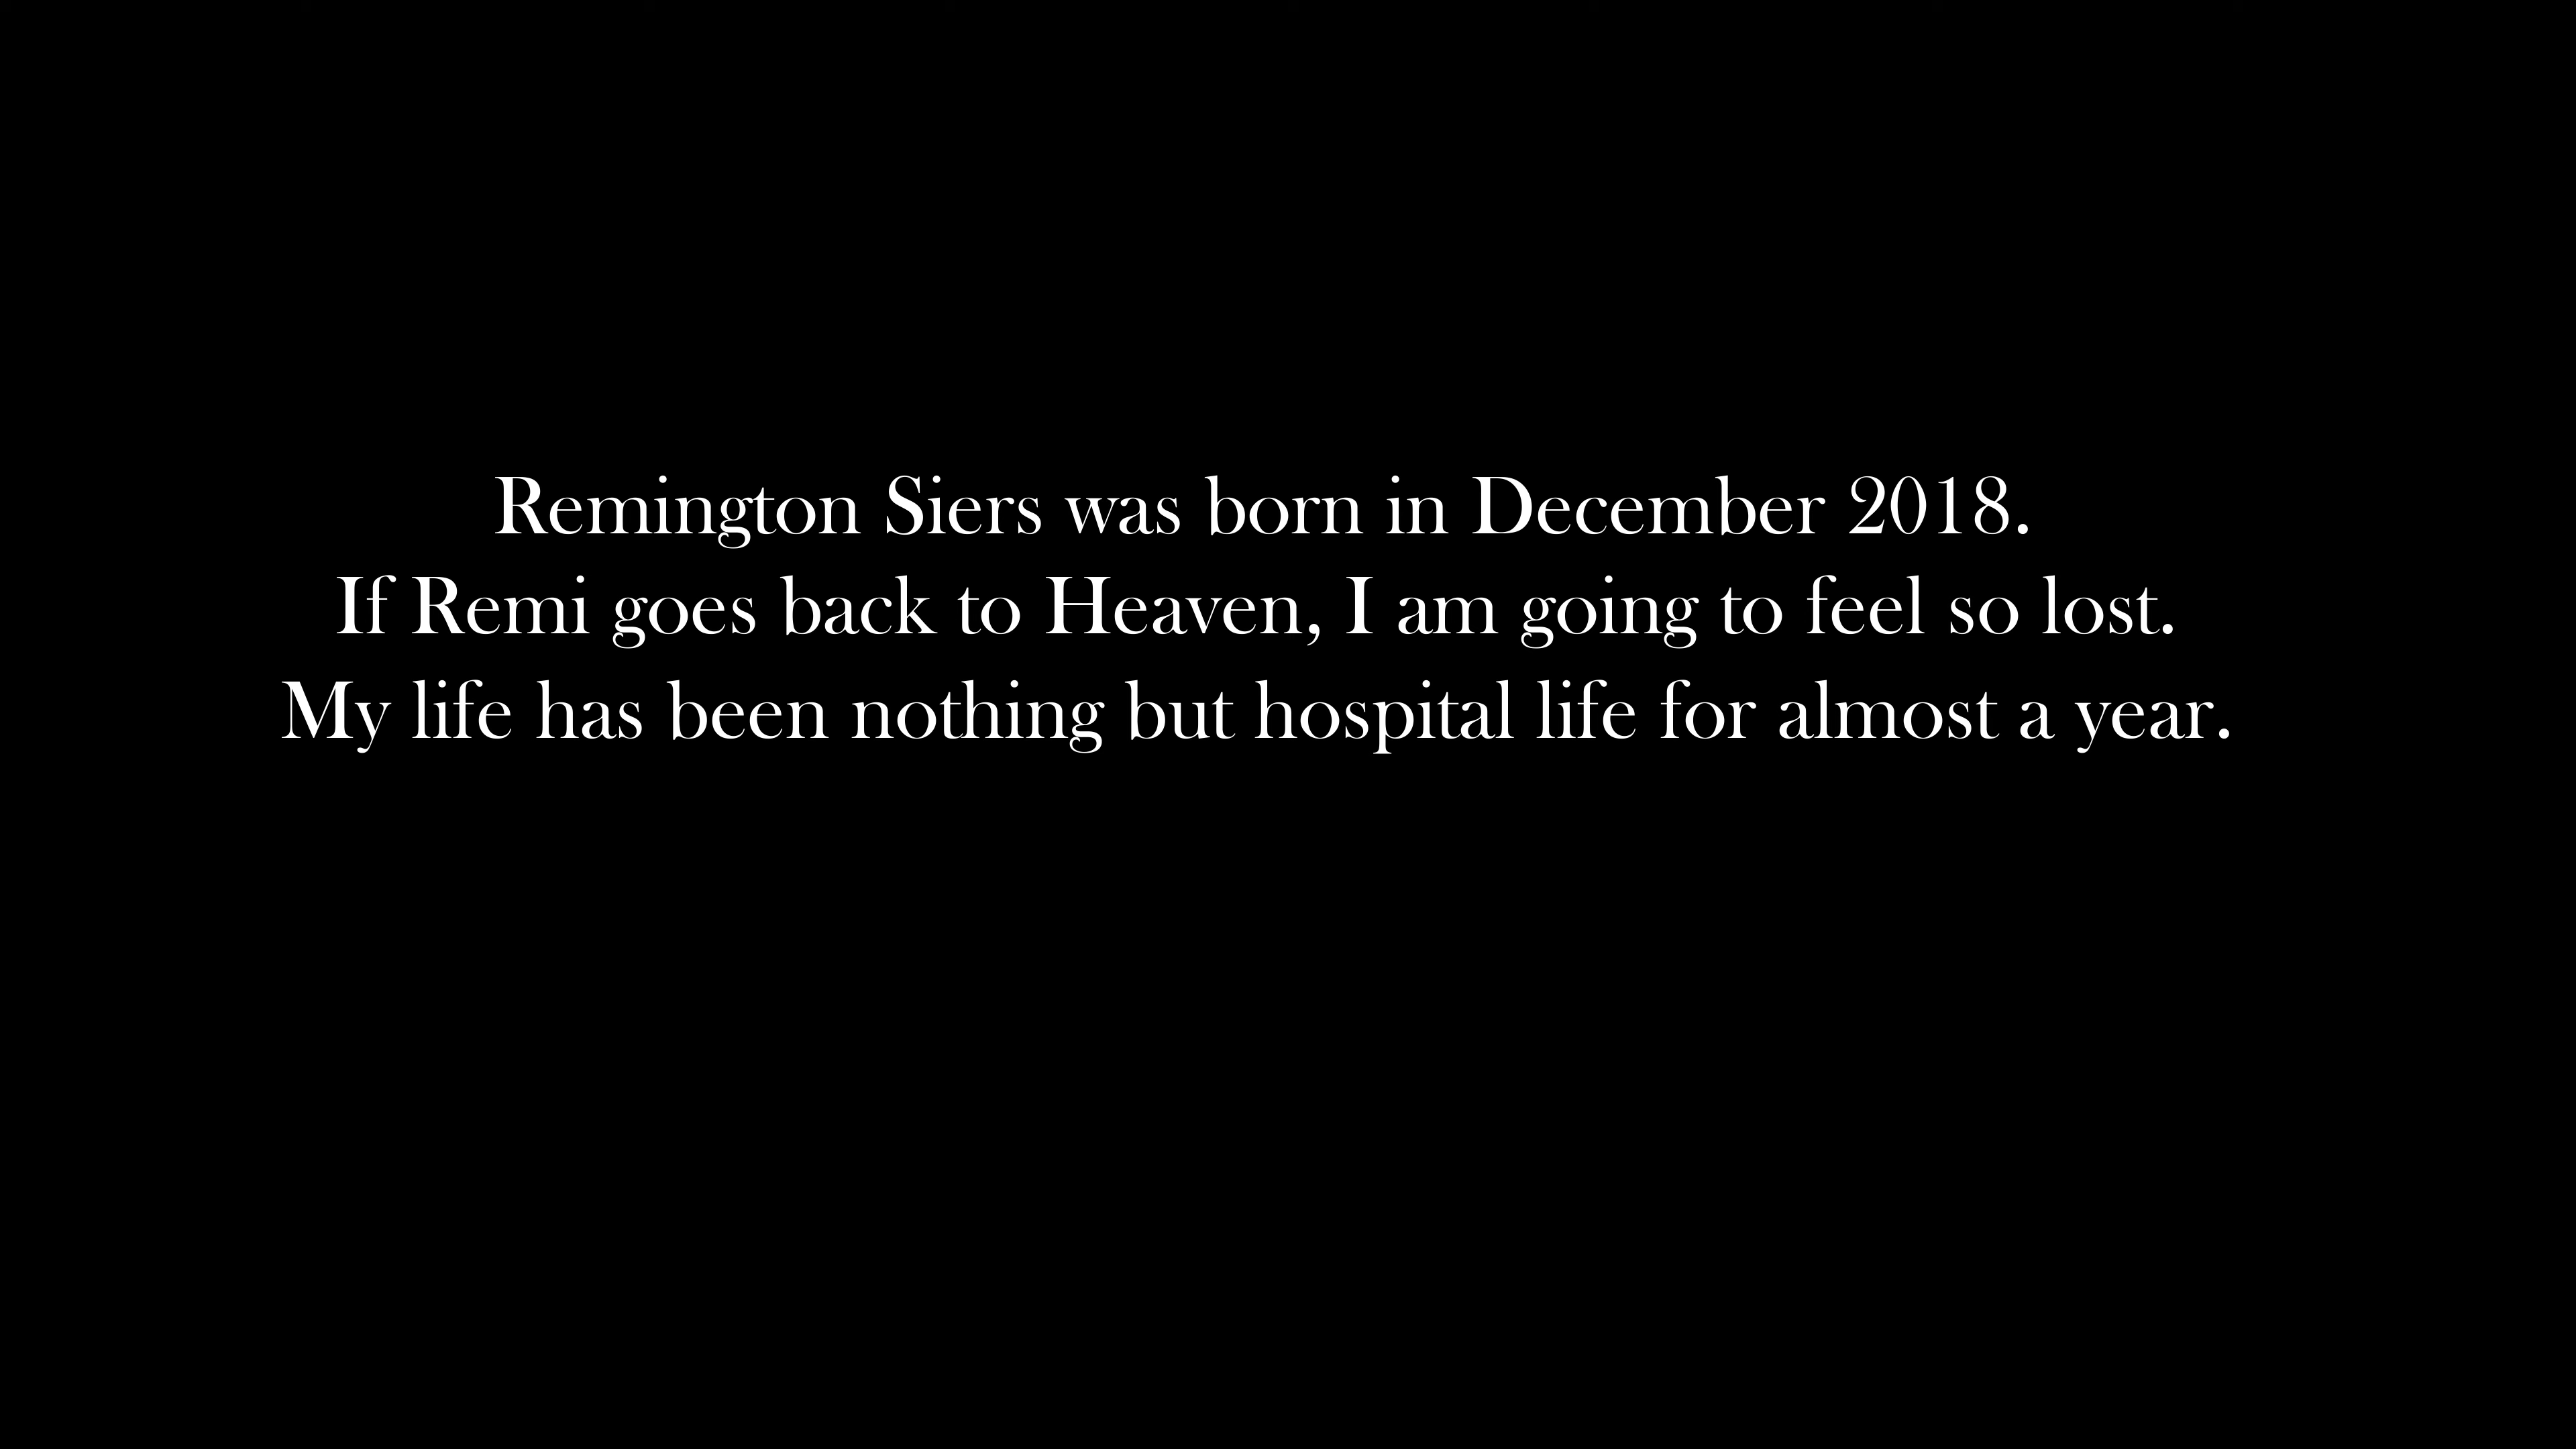 Remington Siers was born in December 2018.
If Remi goes back to Heaven, I am going to feel so lost.
My life has been nothing but hospital life for almost a year.